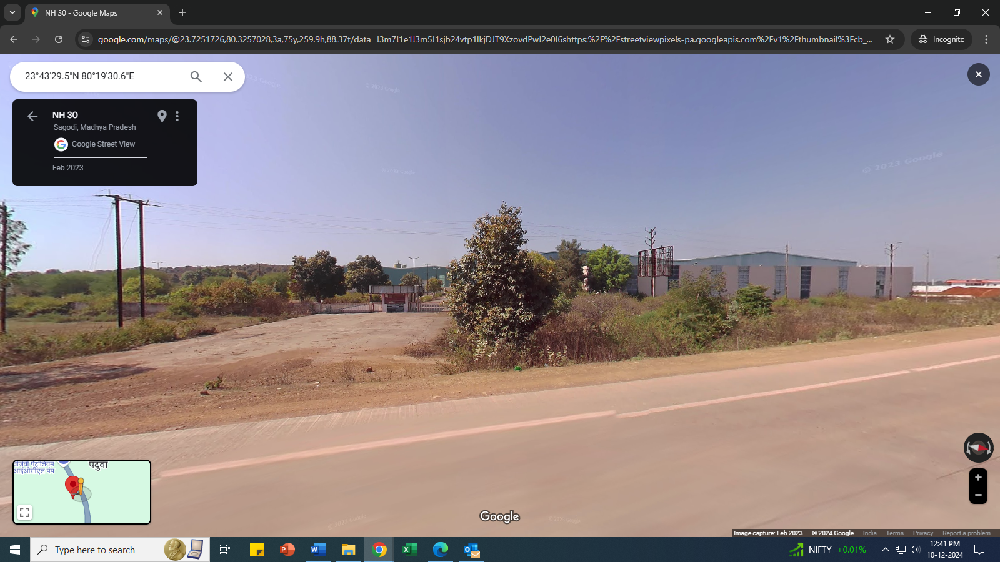 NH 30 - Google Maps
google.com/maps/@23.7251726,80.3257028,3a,75y,259.9h,88.37t/data=!3m7!1e1!3m5!1sjb24vtp1IkjDJT9XzovdPw!2e0!6shttps:%2F%2Fstreetviewpixels-pa.googleapis.com%2Fv1%2Fthumbnail%3Fcb_...
Incognito
23°43'29.5"N 80°19'30.6"E
© 2023 Google
NH 30
Sagodi, Madhya Pradesh
Google Street View
Feb 2023
© 2023 Google
© 2023 Google
पदुवा
वीजेवी पेट्रोलियम
आईओसीएल पंप
Google
Image capture: Feb 2023 © 2024 Google India Terms Privacy Report a problem
Type here to search
NIFTY +0.01%
12:41 PM
10-12-2024